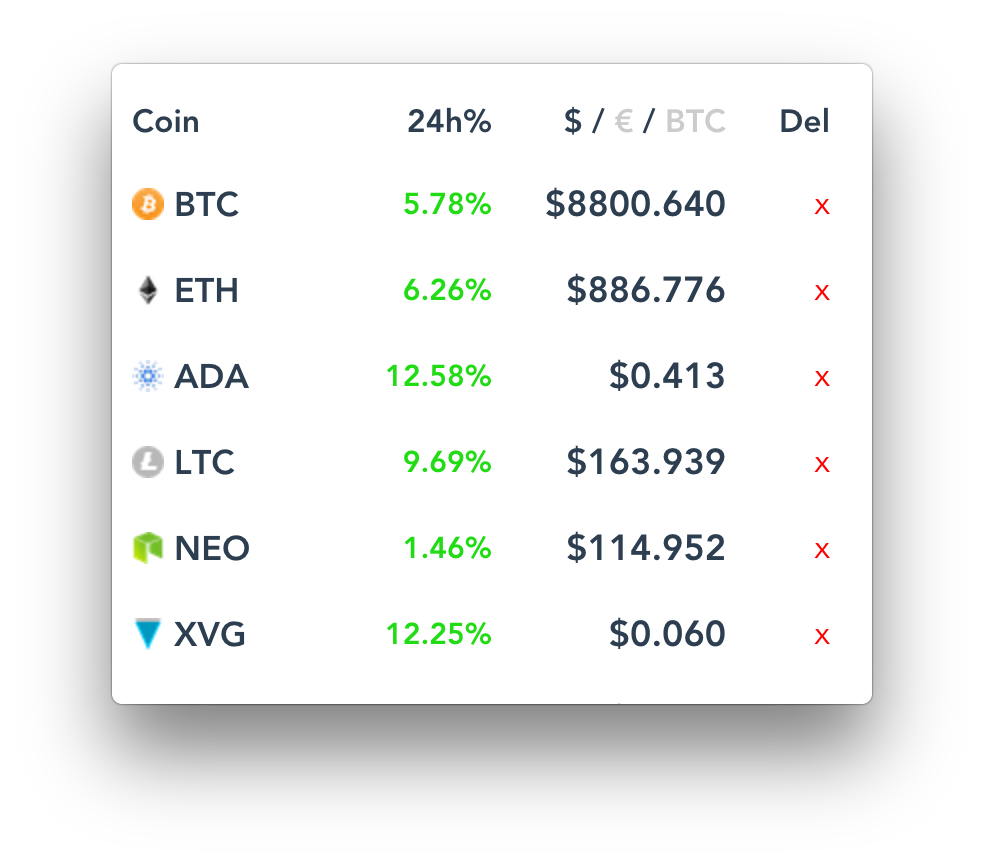 Coin 24h% $ / € / BTC Del
BTC 5.78% $8800.640 x
ETH 6.26% $886.776 x
ADA 12.58% $0.413 x
LTC 9.69% $163.939 x
NEO 1.46% $114.952 x
XVG 12.25% $0.060 x